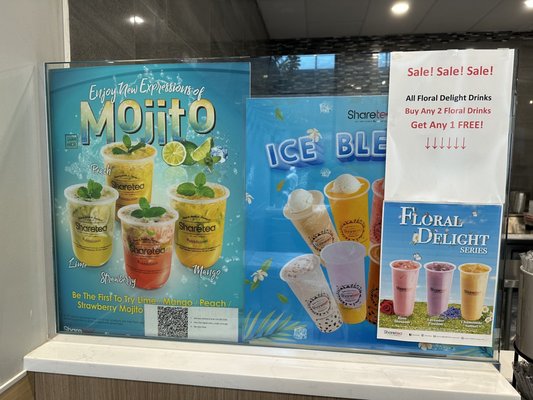 Enjoy New Expressions of
Mojito
Peach
Sharetea
Lime
Strawberry
Mango
Be The First To Try Lime / Mango / Peach /
Strawberry Mojito
Sharetea
ICE BLE
Sharetea
Sale! Sale! Sale!
All Floral Delight Drinks
Buy Any 2 Floral Drinks
Get Any 1 FREE!
↓↓↓↓↓
FLORAL
DELIGHT
SERIES